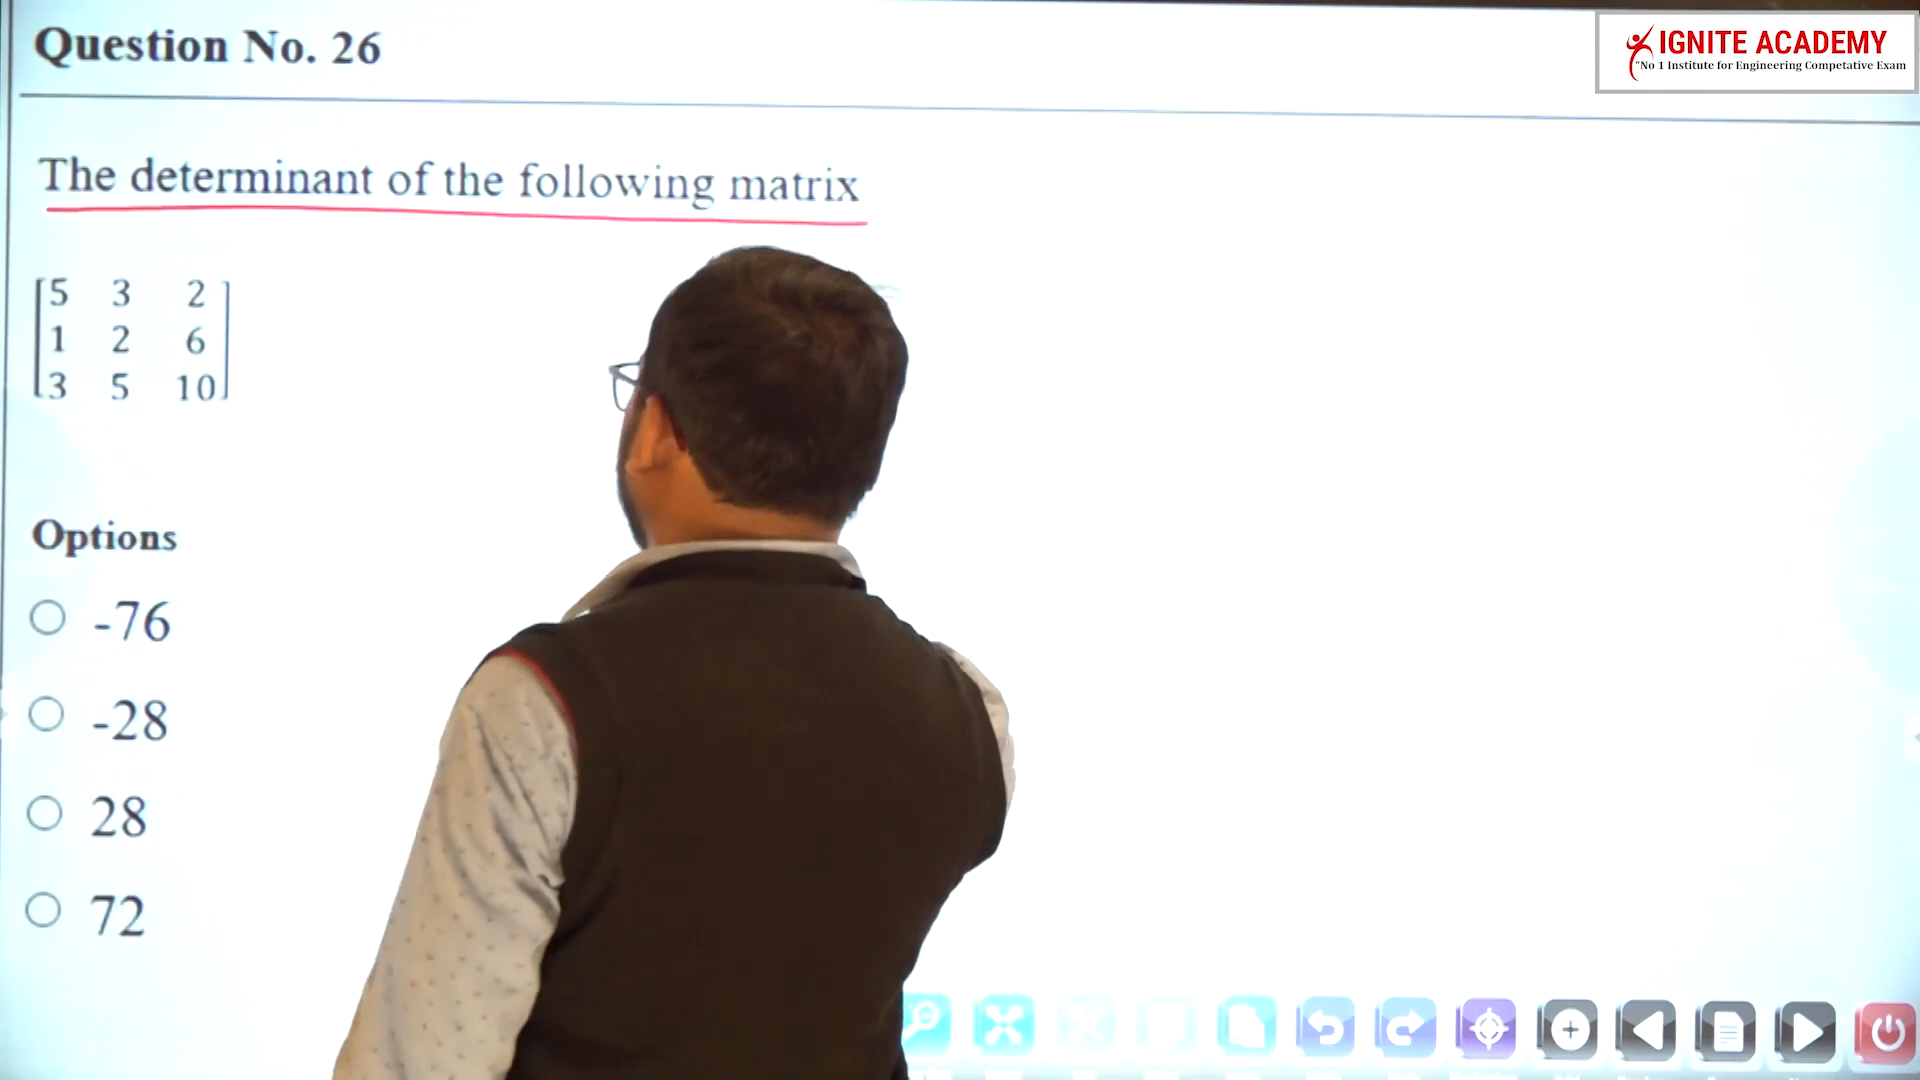 Question No. 26
IGNITE ACADEMY
"No 1 Institute for Engineering Competative Exam
The determinant of the following matrix
5 3 2
1 2 6
3 5 10
Options
-76
-28
28
72